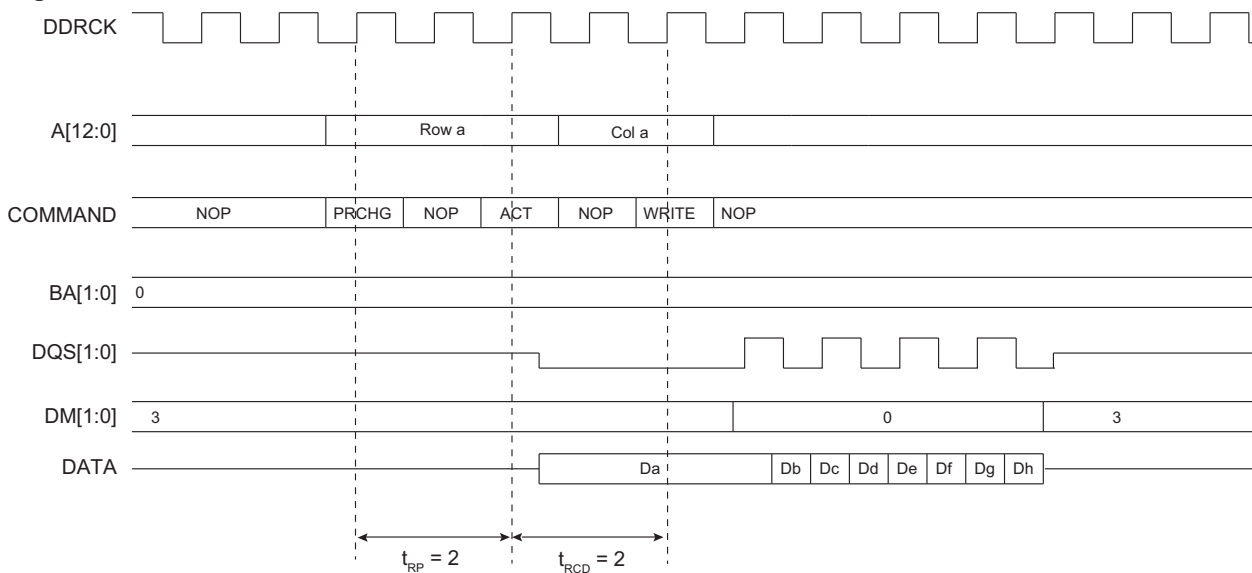 DDRCK
A[12:0] Row a Col a
COMMAND NOP PRCHG NOP ACT NOP WRITE NOP
BA[1:0] 0
DQS[1:0]
DM[1:0] 3 0 3
DATA Da Db Dc Dd De Df Dg Dh
tRP = 2 tRCD = 2